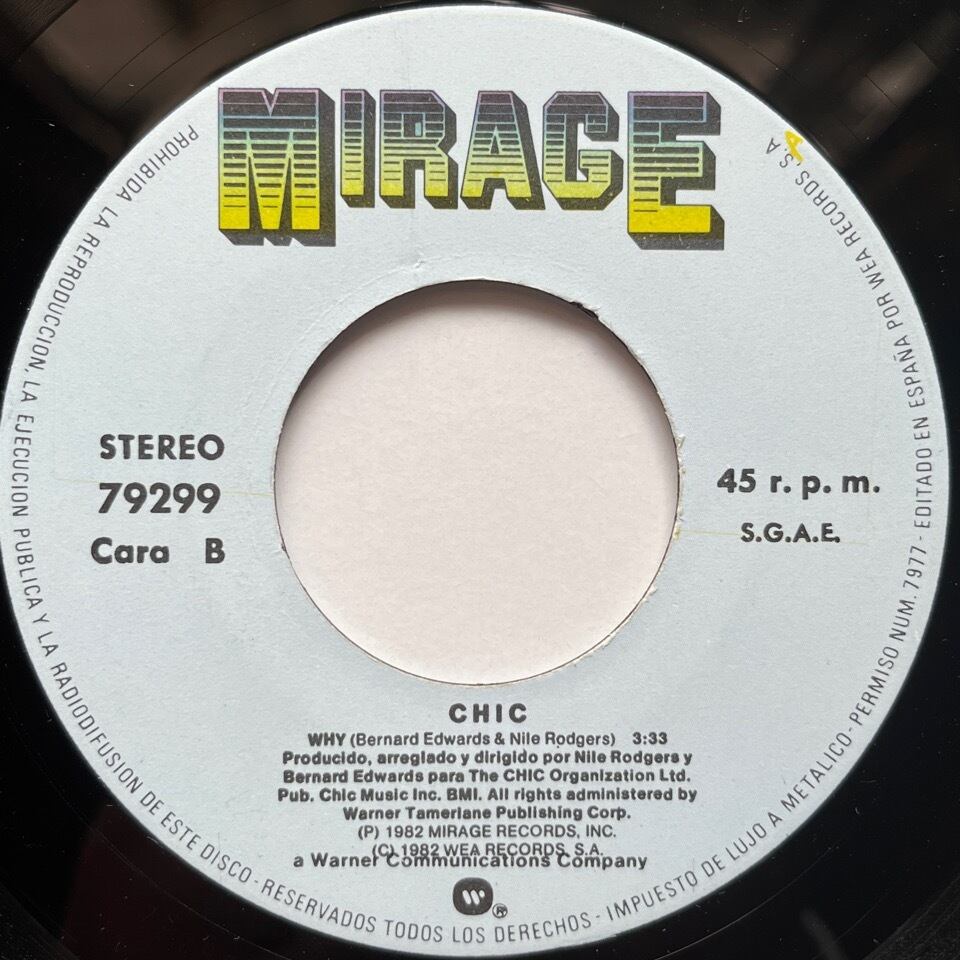 MIRAGE
STEREO
79299
Cara B
45 r. p. m.
S.G.A.E.
CHIC
WHY (Bernard Edwards & Nile Rodgers) 3:33
Producido, arreglado y dirigido por Nile Rodgers y
Bernard Edwards para The CHIC Organization Ltd.
Pub. Chic Music Inc. BMI. All rights administered by
Warner Tamerlane Publishing Corp.
(P) 1982 MIRAGE RECORDS, INC.
(C) 1982 WEA RECORDS, S.A.
a Warner Communications Company
W®
PROHIBIDA LA REPRODUCCION, LA EJECUCION PUBLICA Y LA RADIODIFUSION DE ESTE DISCO - RESERVADOS TODOS LOS DERECHOS - IMPUESTO DE LUJO A METALICO - PERMISO NUM. 7977 - EDITADO EN ESPAÑA POR WEA RECORDS, S.A
A